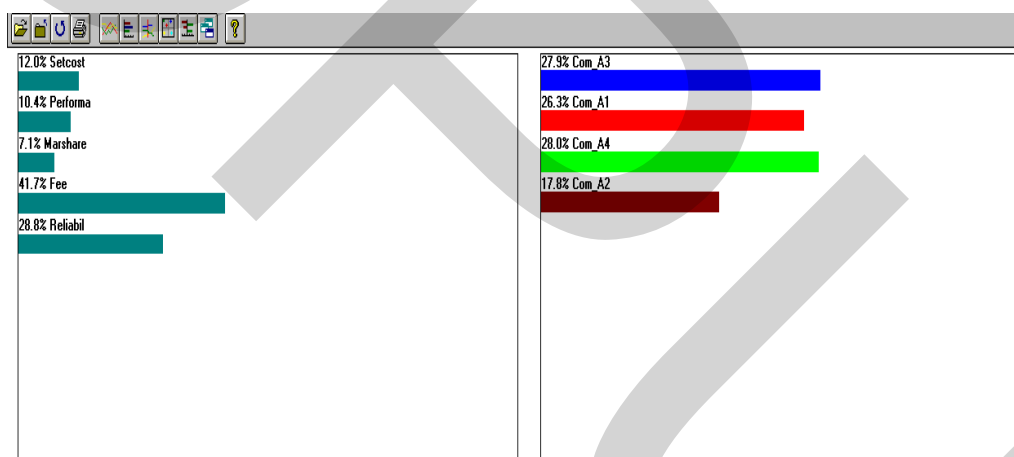 12.0% Setcost
10.4% Performa
7.1% Marshare
41.7% Fee
28.8% Reliabil
27.9% Com_A3
26.3% Com_A1
28.0% Com_A4
17.8% Com_A2